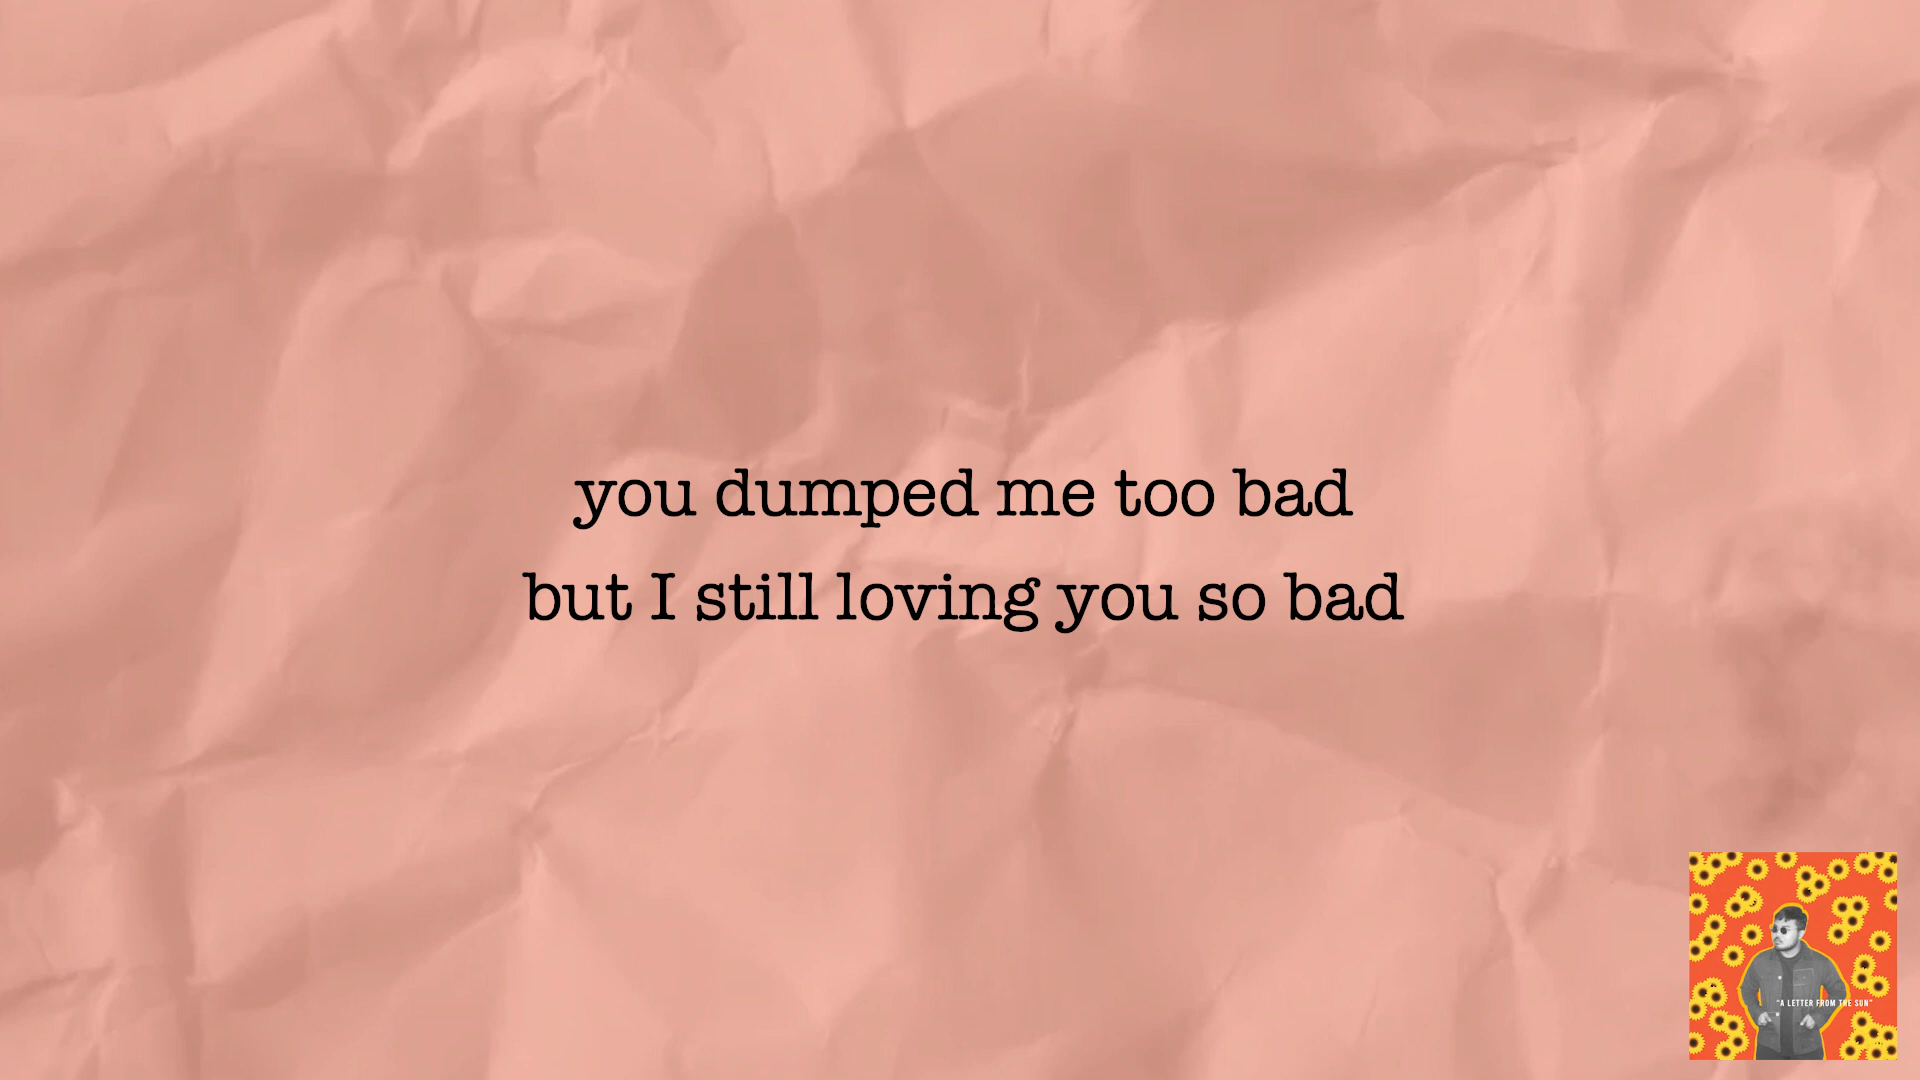 you dumped me too bad
but I still loving you so bad
"A LETTER FROM THE SUN"